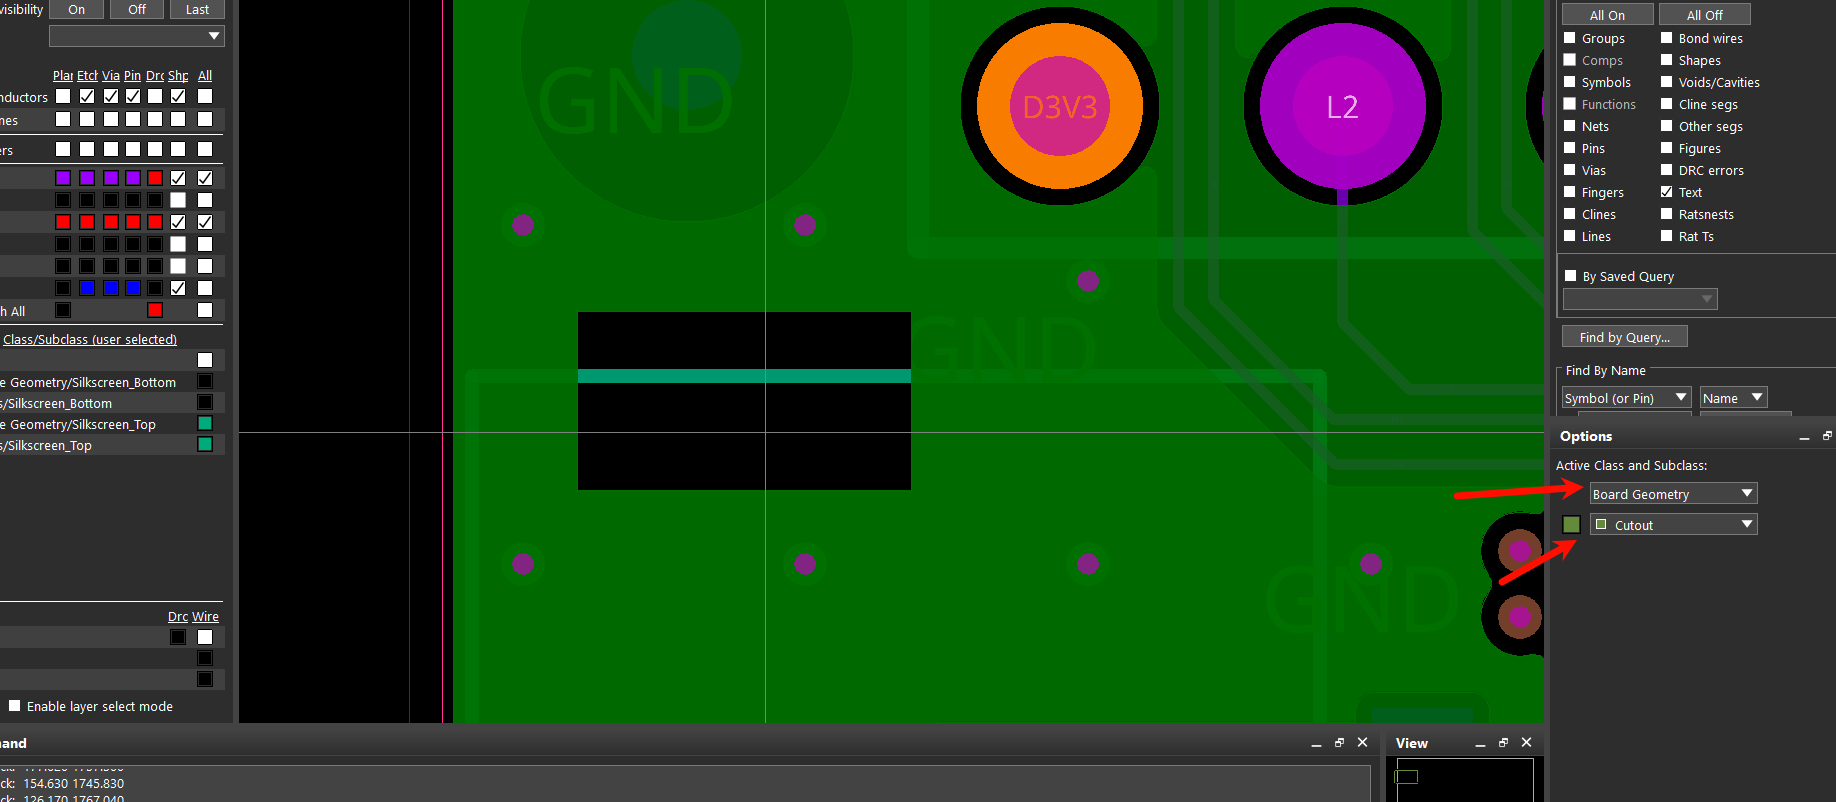 visibility On Off Last
Plan Etch Via Pin Drc Shp All
nductors
nes
ers
h All
Class/Subclass (user selected)
e Geometry/Silkscreen_Bottom
s/Silkscreen_Bottom
e Geometry/Silkscreen_Top
s/Silkscreen_Top
Drc Wire
Enable layer select mode
GND
D3V3
L2
GND
GND
All On All Off
Groups Bond wires
Comps Shapes
Symbols Voids/Cavities
Functions Cline segs
Nets Other segs
Pins Figures
Vias DRC errors
Fingers Text
Clines Ratsnests
Lines Rat Ts
By Saved Query
Find by Query...
Find By Name
Symbol (or Pin) Name
Options
Active Class and Subclass:
Board Geometry
Cutout
nand
ck: 154.630 1745.830
ck: 126.170 1767.040
View